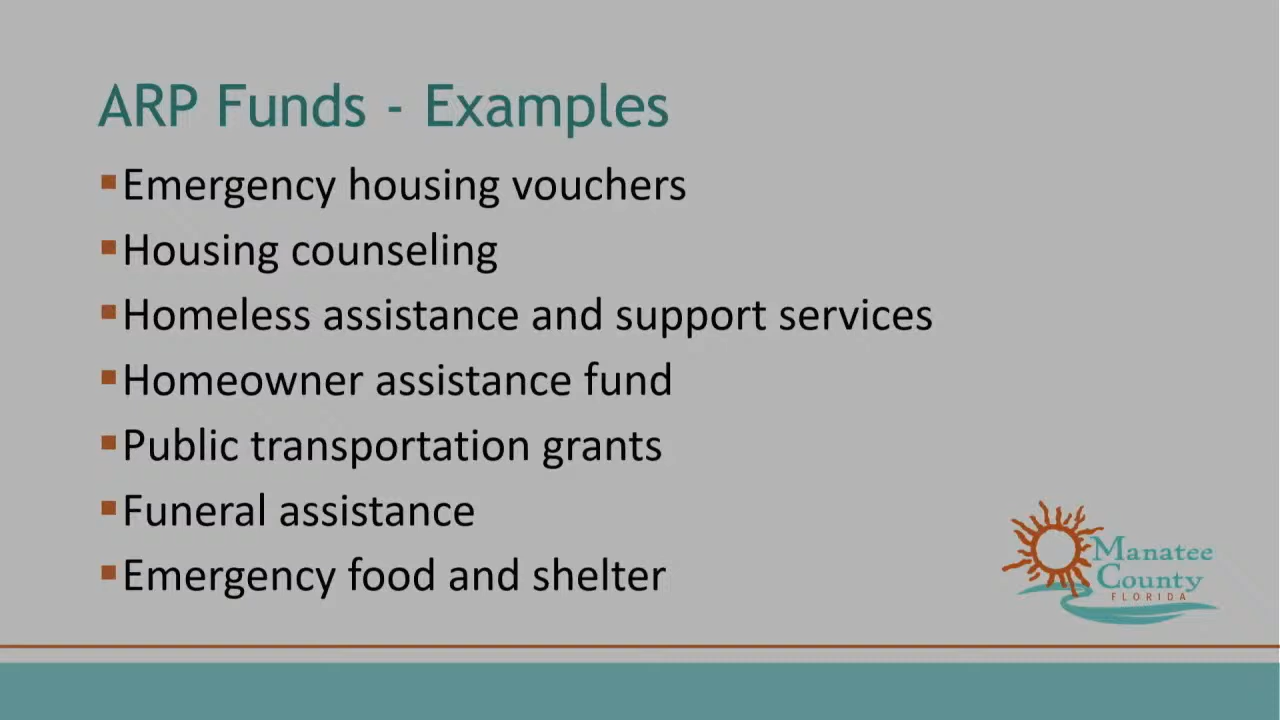 ARP Funds - Examples
Emergency housing vouchers
Housing counseling
Homeless assistance and support services
Homeowner assistance fund
Public transportation grants
Funeral assistance
Emergency food and shelter
Manatee
County
FLORIDA